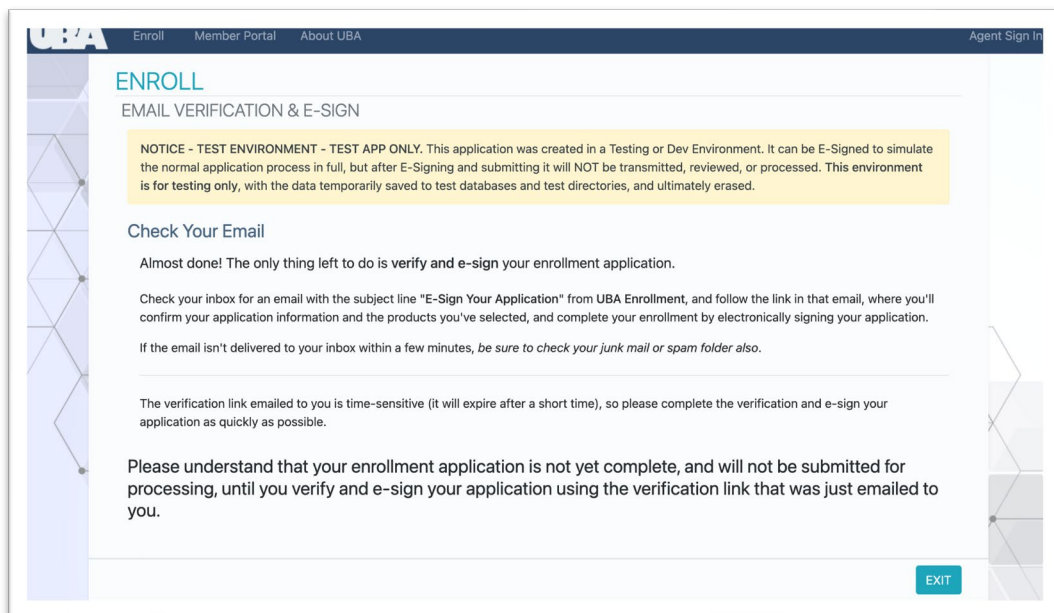 UBA
Enroll Member Portal About UBA Agent Sign In
ENROLL
EMAIL VERIFICATION & E-SIGN
NOTICE - TEST ENVIRONMENT - TEST APP ONLY. This application was created in a Testing or Dev Environment. It can be E-Signed to simulate
the normal application process in full, but after E-Signing and submitting it will NOT be transmitted, reviewed, or processed. This environment
is for testing only, with the data temporarily saved to test databases and test directories, and ultimately erased.
Check Your Email
Almost done! The only thing left to do is verify and e-sign your enrollment application.
Check your inbox for an email with the subject line "E-Sign Your Application" from UBA Enrollment, and follow the link in that email, where you'll
confirm your application information and the products you've selected, and complete your enrollment by electronically signing your application.
If the email isn't delivered to your inbox within a few minutes, be sure to check your junk mail or spam folder also.
The verification link emailed to you is time-sensitive (it will expire after a short time), so please complete the verification and e-sign your
application as quickly as possible.
Please understand that your enrollment application is not yet complete, and will not be submitted for
processing, until you verify and e-sign your application using the verification link that was just emailed to
you.
EXIT